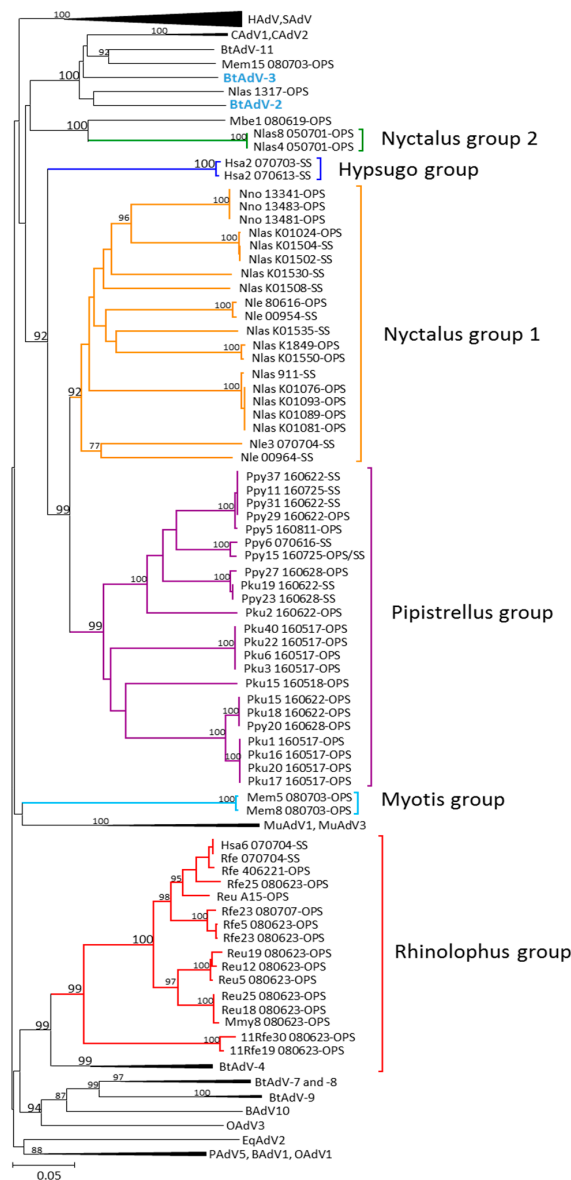 100
HAdV,SAdV
100
CAdV1,CAdV2
BtAdV-11
92
Mem15 080703-OPS
100
BtAdV-3
Nlas 1317-OPS
BtAdV-2
Mbe1 080619-OPS
100
100
Nlas8 050701-OPS
Nlas4 050701-OPS
Nyctalus group 2
100
Hsa2 070703-SS
Hsa2 070613-SS
Hypsugo group
Nno 13341-OPS
100
Nno 13483-OPS
96
Nno 13481-OPS
Nlas K01024-OPS
100
Nlas K01504-SS
Nlas K01502-SS
Nlas K01530-SS
Nlas K01508-SS
Nle 80616-OPS
100
Nle 00954-SS
92
Nlas K01535-SS
Nyctalus group 1
Nlas K1849-OPS
100
Nlas K01550-OPS
Nlas 911-SS
100
Nlas K01076-OPS
92
Nlas K01093-OPS
Nlas K01089-OPS
Nlas K01081-OPS
77
Nle3 070704-SS
Nle 00964-SS
Ppy37 160622-SS
Ppy11 160725-SS
Ppy31 160622-SS
100
99
Ppy29 160622-OPS
Ppy5 160811-OPS
Ppy6 070616-SS
100
Ppy15 160725-OPS/SS
Ppy27 160628-OPS
100
100
Pku19 160622-SS
Ppy23 160628-SS
Pku2 160622-OPS
Pipistrellus group
99
Pku40 160517-OPS
Pku22 160517-OPS
100
Pku6 160517-OPS
Pku3 160517-OPS
Pku15 160518-OPS
Pku15 160622-OPS
100
Pku18 160622-OPS
Ppy20 160628-OPS
100
Pku1 160517-OPS
100
Pku16 160517-OPS
Pku20 160517-OPS
Pku17 160517-OPS
100
Mem5 080703-OPS
Mem8 080703-OPS
Myotis group
100
MuAdV1, MuAdV3
Hsa6 070704-SS
Rfe 070704-SS
Rfe 406221-OPS
95
Rfe25 080623-OPS
98
Reu A15-OPS
Rfe23 080707-OPS
100
Rfe5 080623-OPS
Rfe23 080623-OPS
100
Reu19 080623-OPS
Rhinolophus group
100
Reu12 080623-OPS
97
Reu5 080623-OPS
99
Reu25 080623-OPS
100
Reu18 080623-OPS
Mmy8 080623-OPS
99
11Rfe30 080623-OPS
100
11Rfe19 080623-OPS
99
BtAdV-4
97
BtAdV-7 and -8
99
87
100
BtAdV-9
94
BAdV10
OAdV3
EqAdV2
88
PAdV5, BAdV1, OAdV1
0.05